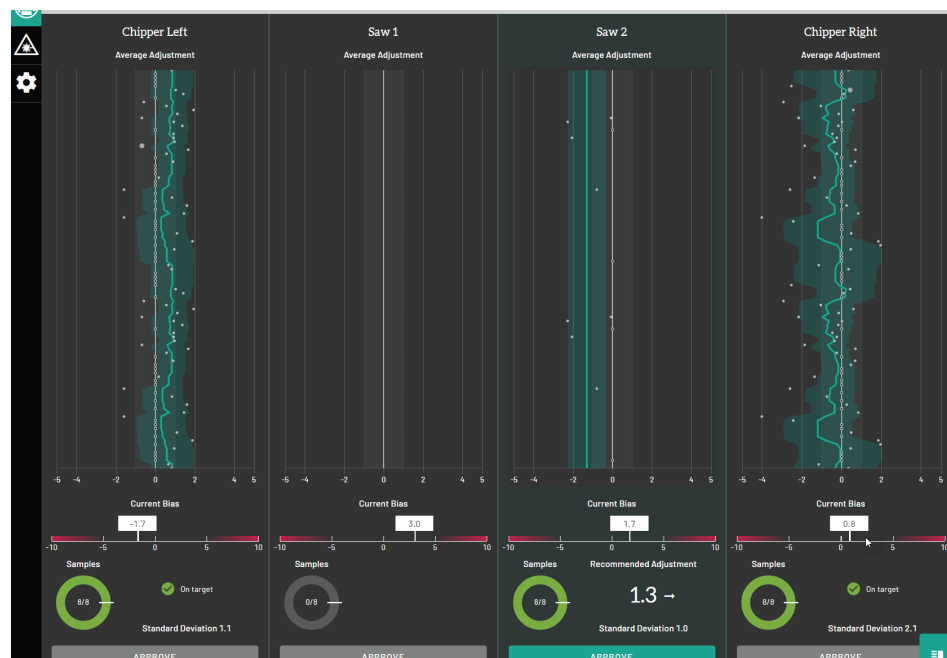 Chipper Left
Average Adjustment
-5 -4 -2 0 2 4 5
Current Bias
-1.7
-10 -5 0 5 10
Samples
8/8
On target
Standard Deviation 1.1
APPROVE
Saw 1
Average Adjustment
-5 -4 -2 0 2 4 5
Current Bias
3.0
-10 -5 0 5 10
Samples
0/8
APPROVE
Saw 2
Average Adjustment
-5 -4 -2 0 2 4 5
Current Bias
1.7
-10 -5 0 5 10
Samples
8/8
Recommended Adjustment
1.3 →
Standard Deviation 1.0
APPROVE
Chipper Right
Average Adjustment
-5 -4 -2 0 2 4 5
Current Bias
0.8
-10 -5 0 5 10
Samples
8/8
On target
Standard Deviation 2.1
APPROVE